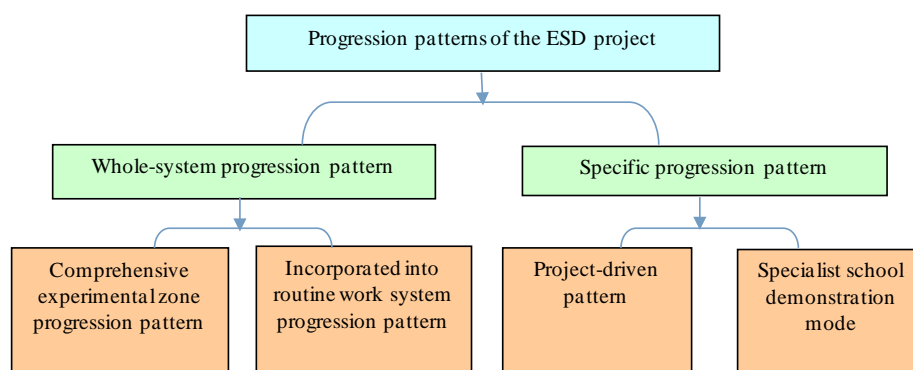 Progression patterns of the ESD project
Whole-system progression pattern
Specific progression pattern
Comprehensive
experimental zone
progression pattern
Incorporated into
routine work system
progression pattern
Project-driven
pattern
Specialist school
demonstration
mode